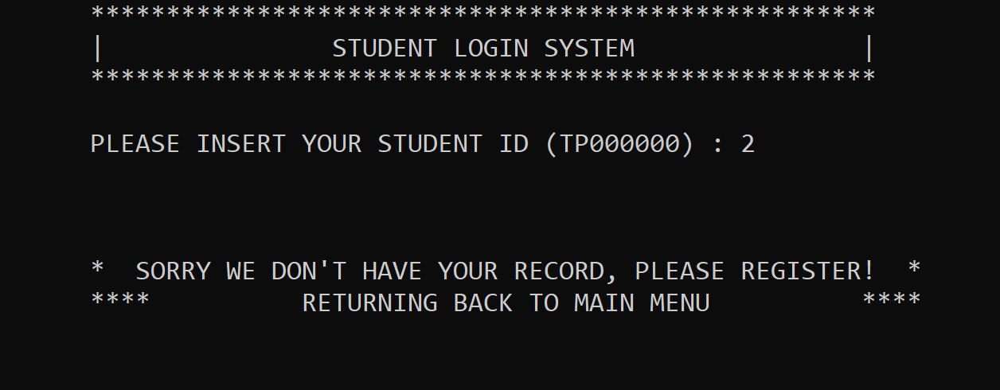 ****************************************************
|               STUDENT LOGIN SYSTEM               |
****************************************************
PLEASE INSERT YOUR STUDENT ID (TP000000) : 2
*  SORRY WE DON'T HAVE YOUR RECORD, PLEASE REGISTER!  *
****          RETURNING BACK TO MAIN MENU          ****